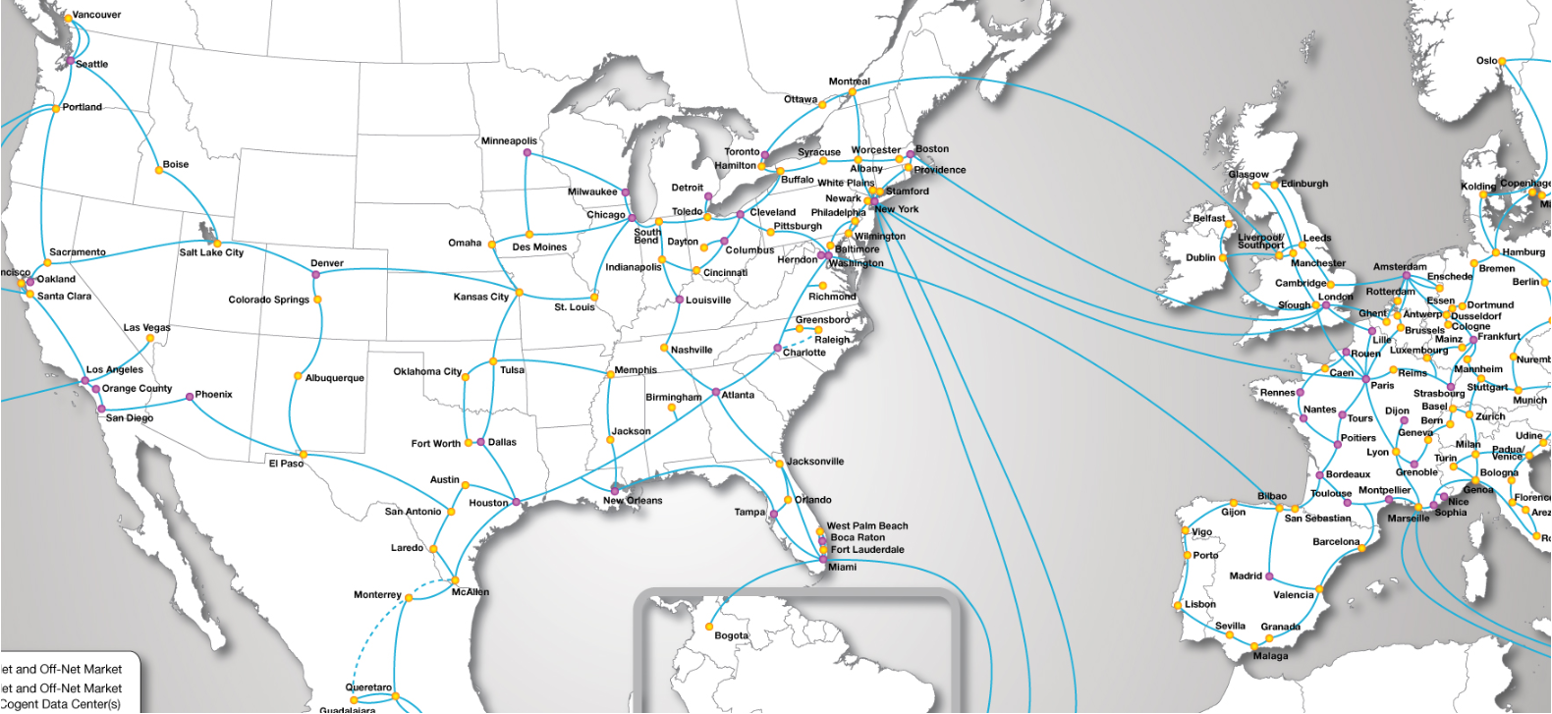 Vancouver
Seattle
Portland
Boise
Minneapolis
Milwaukee
Chicago
Detroit
Toledo
South
Bend
Omaha
Des Moines
Sacramento
ncisco
Oakland
Santa Clara
Salt Lake City
Denver
Colorado Springs
Kansas City
St. Louis
Indianapolis
Dayton
Columbus
Cincinnati
Cleveland
Pittsburgh
Louisville
Nashville
Las Vegas
Los Angeles
Orange County
San Diego
Phoenix
Albuquerque
El Paso
Oklahoma City
Tulsa
Memphis
Birmingham
Atlanta
Jackson
Fort Worth
Dallas
Austin
Houston
San Antonio
Laredo
McAllen
Monterrey
Queretaro
Guadalajara
New Orleans
Jacksonville
Orlando
Tampa
West Palm Beach
Boca Raton
Fort Lauderdale
Miami
Bogota
Montreal
Ottawa
Toronto
Hamilton
Buffalo
Syracuse
Albany
Worcester
Boston
Providence
White Plains
Stamford
Newark
New York
Philadelphia
Wilmington
Baltimore
Herndon
Washington
Richmond
Greensboro
Raleigh
Charlotte
Oslo
Glasgow
Edinburgh
Belfast
Dublin
Liverpool/
Southport
Leeds
Manchester
Cambridge
Slough
London
Kolding
Copenhage
Hamburg
Bremen
Berlin
Amsterdam
Enschede
Rotterdam
Essen
Dortmund
Ghent
Antwerp
Dusseldorf
Brussels
Cologne
Lille
Mainz
Frankfurt
Rouen
Luxembourg
Caen
Reims
Paris
Mannheim
Nuremb
Stuttgart
Strasbourg
Munich
Rennes
Nantes
Tours
Dijon
Basel
Bern
Zurich
Poitiers
Geneva
Lyon
Milan
Udine
Padua/
Venice
Turin
Grenoble
Bologna
Bordeaux
Toulouse
Montpellier
Genoa
Nice
Sophia
Marseille
Florence
Arez
Ro
Bilbao
Gijon
San Sebastian
Vigo
Porto
Barcelona
Madrid
Valencia
Lisbon
Sevilla
Granada
Malaga
et and Off-Net Market
et and Off-Net Market
Cogent Data Center(s)